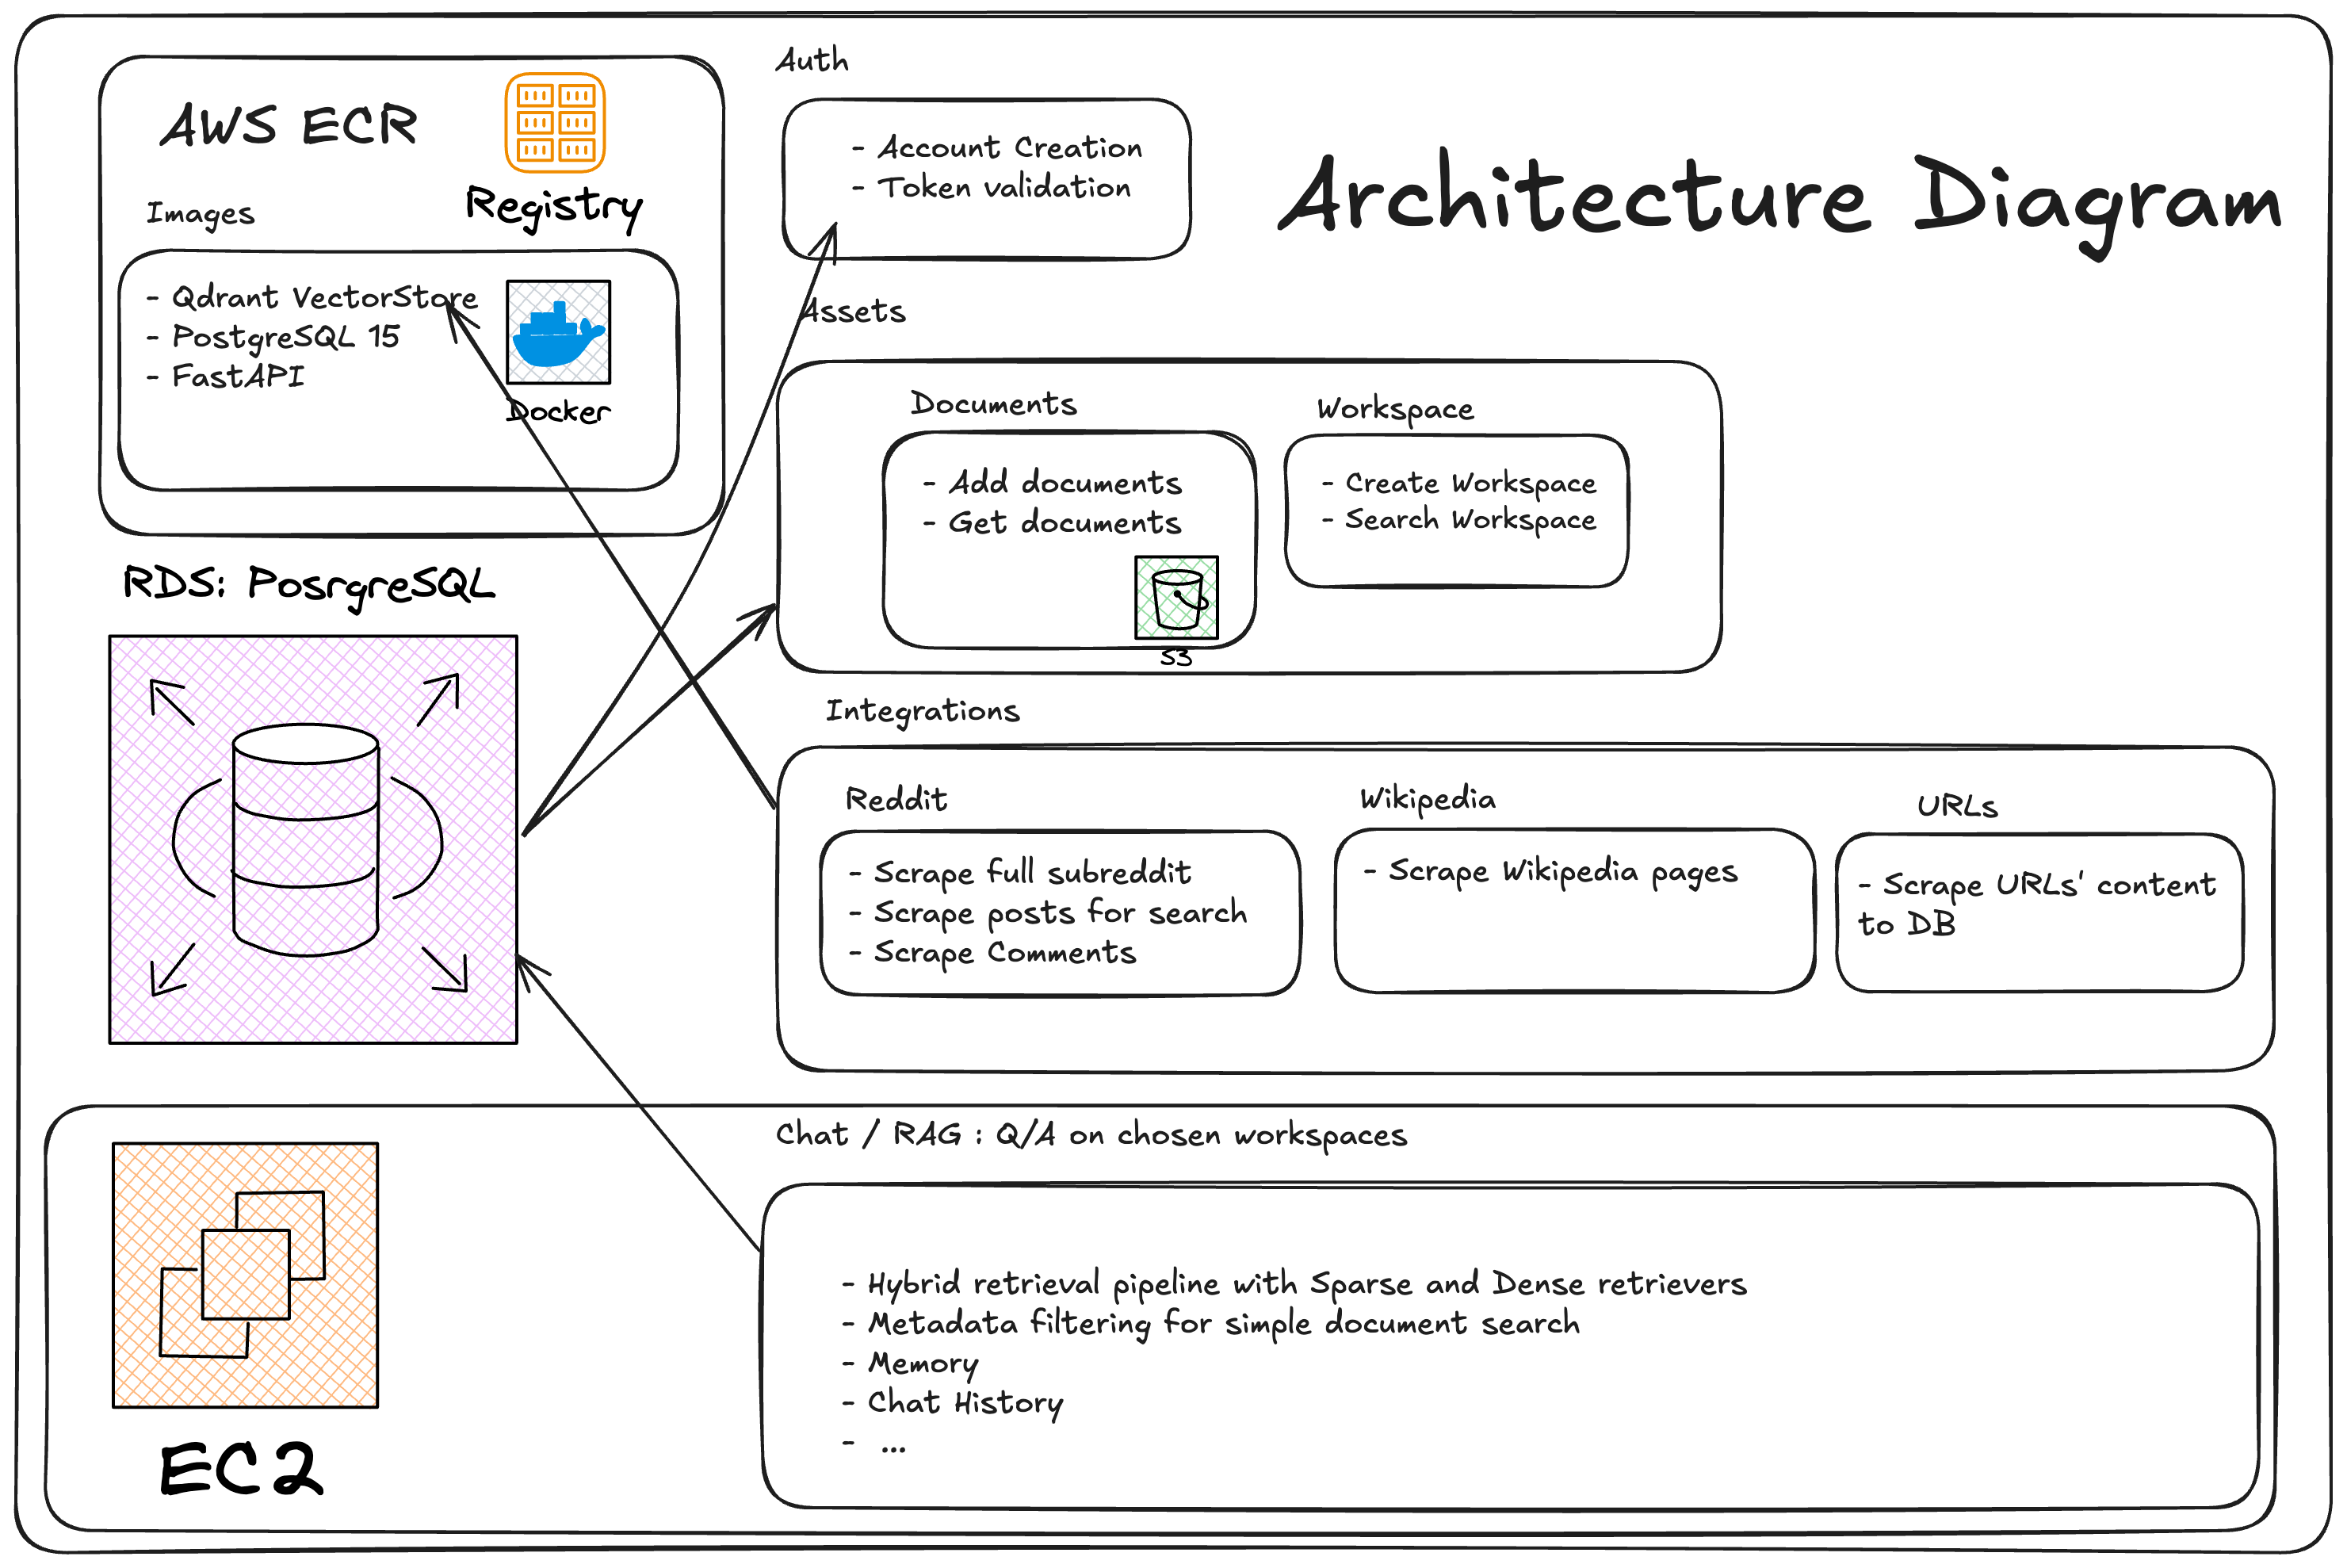 Architecture Diagram
AWS ECR
Registry
Images
- Qdrant VectorStore
- PostgreSQL 15
- FastAPI
Docker
Auth
- Account Creation
- Token validation
Assets
Documents
- Add documents
- Get documents
S3
Workspace
- Create Workspace
- Search Workspace
RDS: PosrgreSQL
Integrations
Reddit
- Scrape full subreddit
- Scrape posts for search
- Scrape Comments
Wikipedia
- Scrape Wikipedia pages
URLs
- Scrape URLs' content
to DB
EC2
Chat / RAG : Q/A on chosen workspaces
- Hybrid retrieval pipeline with Sparse and Dense retrievers
- Metadata filtering for simple document search
- Memory
- Chat History
- ...